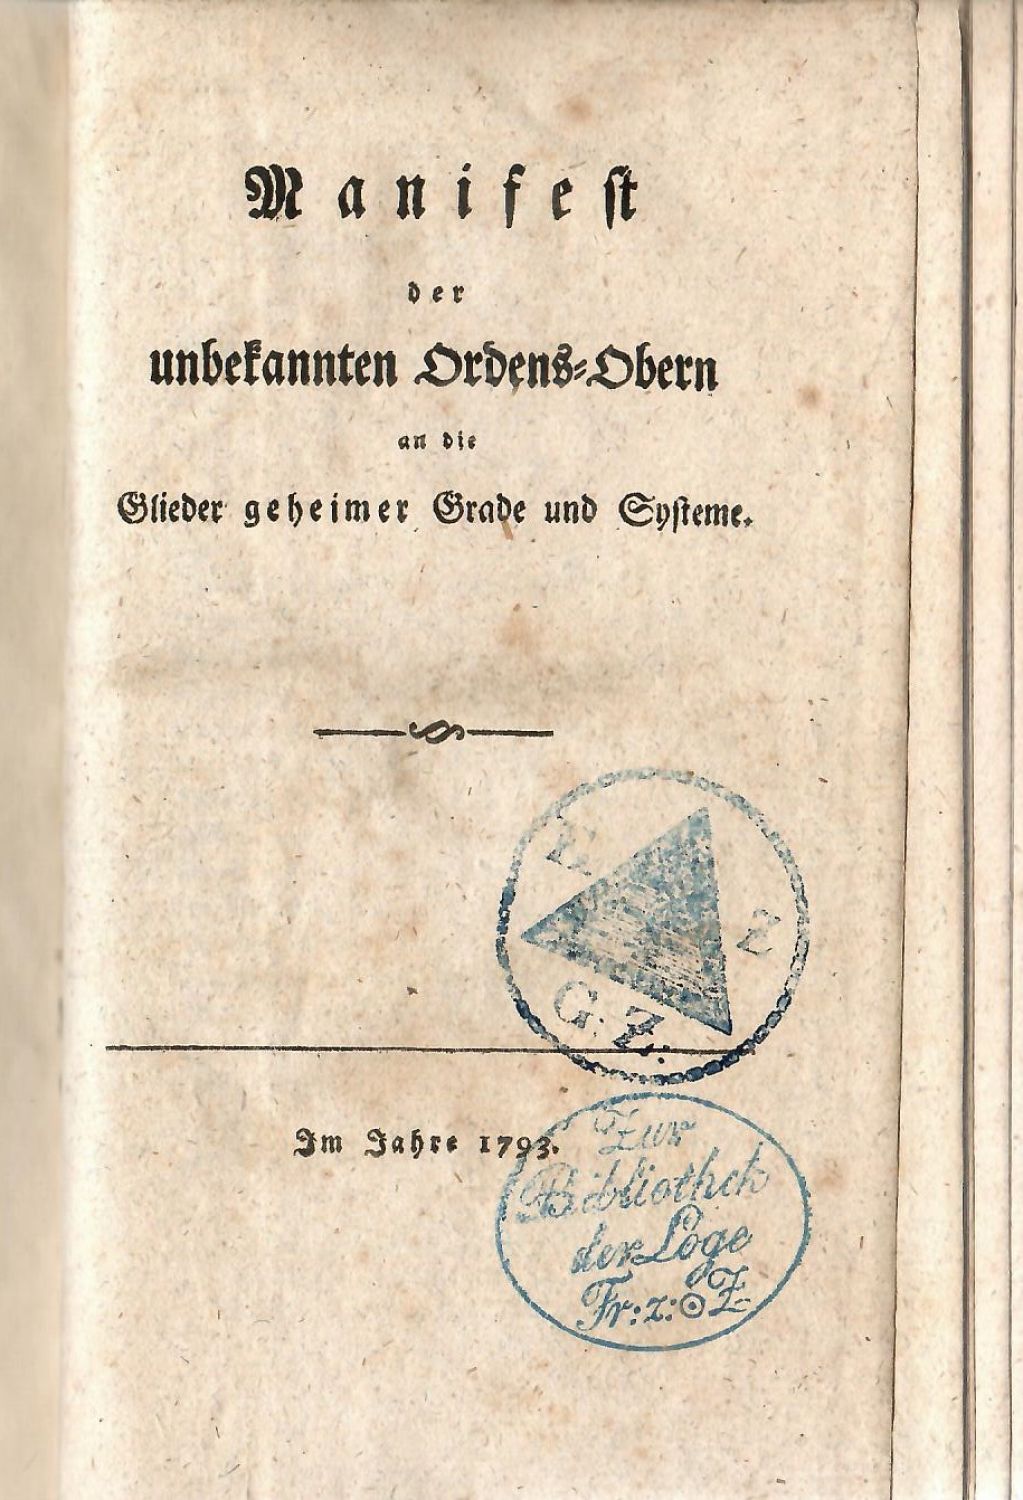 Manifest
der
unbekannten Ordens-Obern
an die
Glieder geheimer Grade und Systeme.
E.
Z
G: Z:
Im Jahre 1793.
Zur
Bibliothek
der Loge
Fr: z: ⊙ Z